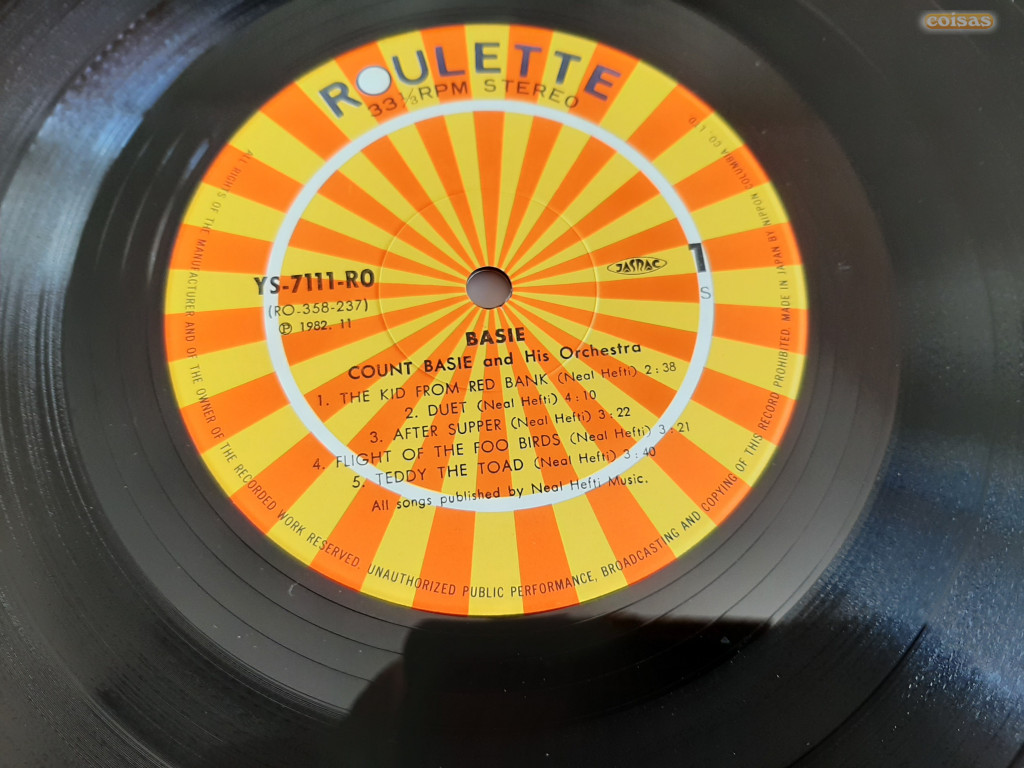 coisas
ROULETTE
33⅓RPM STEREO
YS-7111-RO
(RO-358-237)
Ⓟ 1982. 11
JASRAC
1
S
BASIE
COUNT BASIE and His Orchestra
1. THE KID FROM RED BANK (Neal Hefti) 2:38
2. DUET (Neal Hefti) 4:10
3. AFTER SUPPER (Neal Hefti) 3:22
4. FLIGHT OF THE FOO BIRDS (Neal Hefti) 3:21
5. TEDDY THE TOAD (Neal Hefti) 3:40
All songs published by Neal Hefti Music.
ALL RIGHTS OF THE MANUFACTURER AND OF THE OWNER OF THE RECORDED WORK RESERVED. UNAUTHORIZED PUBLIC PERFORMANCE, BROADCASTING AND COPYING OF THIS RECORD PROHIBITED. MADE IN JAPAN BY NIPPON COLUMBIA CO., LTD.